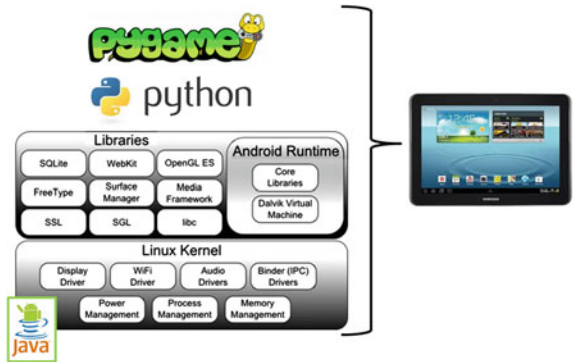 pygame
python
Libraries
SQLite
WebKit
OpenGL ES
FreeType
Surface
Manager
Media
Framework
SSL
SGL
libc
Android Runtime
Core
Libraries
Dalvik Virtual
Machine
Linux Kernel
Display
Driver
WiFi
Driver
Audio
Drivers
Binder (IPC)
Drivers
Power
Management
Process
Management
Memory
Management
Java
SAMSUNG